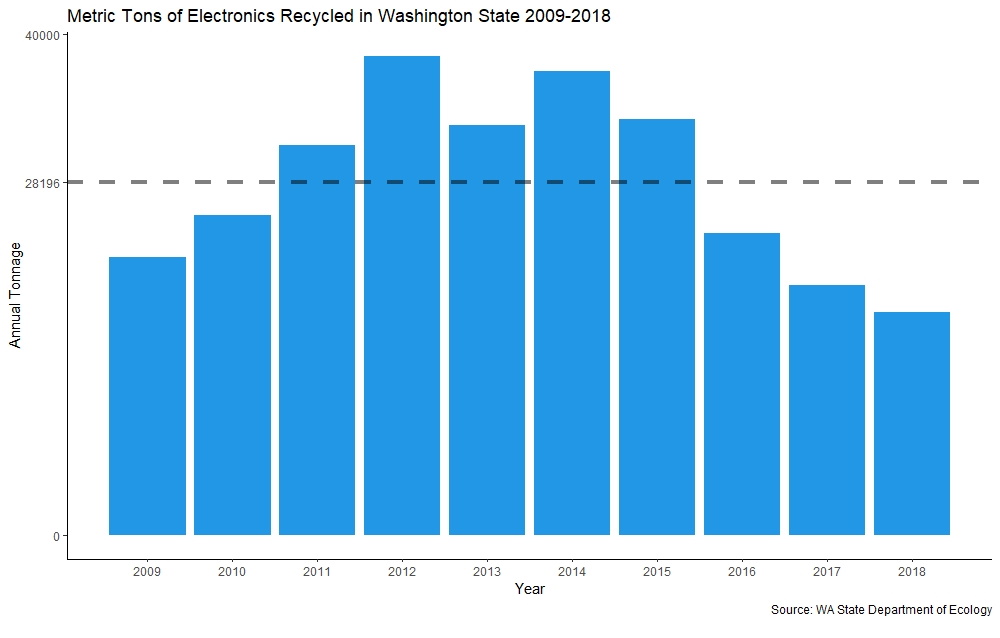 Metric Tons of Electronics Recycled in Washington State 2009-2018
40000
28196
0
Annual Tonnage
2009 2010 2011 2012 2013 2014 2015 2016 2017 2018
Year
Source: WA State Department of Ecology